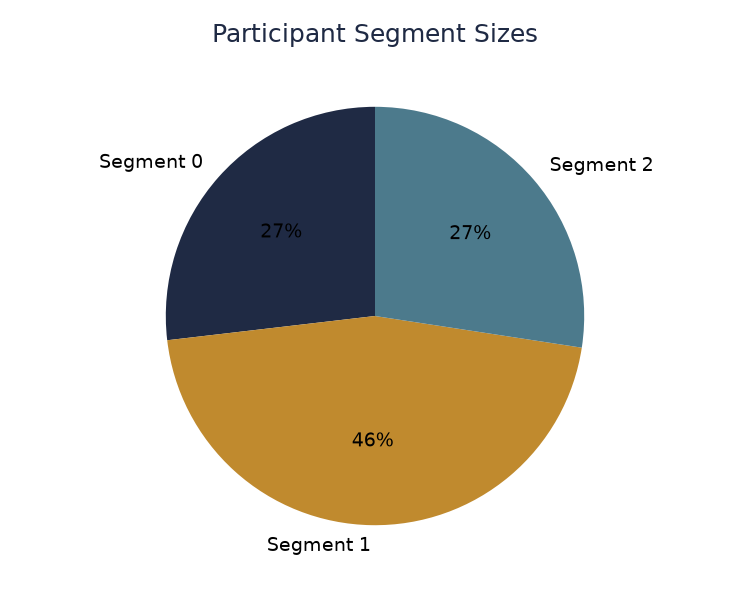 Participant Segment Sizes
Segment 0
Segment 2
27%
27%
46%
Segment 1